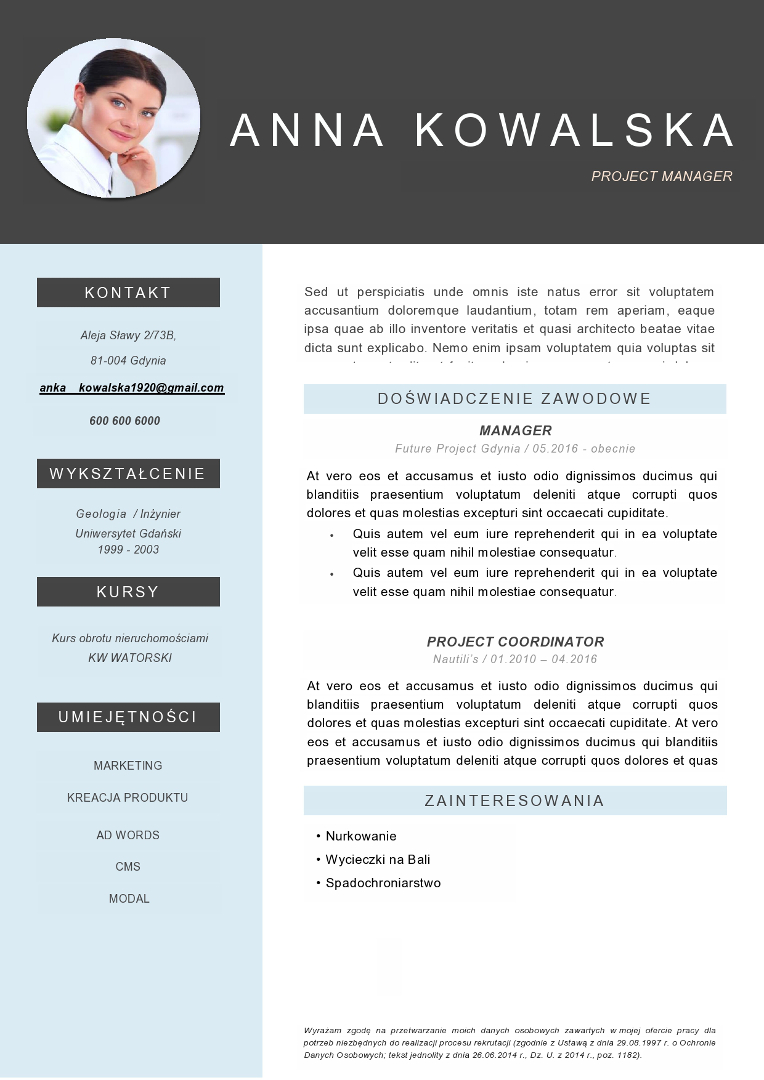 ANNA KOWALSKA
PROJECT MANAGER
KONTAKT
Aleja Sławy 2/73B,
81-004 Gdynia
anka kowalska1920@gmail.com
600 600 6000
WYKSZTAŁCENIE
Geologia / Inżynier
Uniwersytet Gdański
1999 - 2003
KURSY
Kurs obrotu nieruchomościami
KW WATORSKI
UMIEJĘTNOŚCI
MARKETING
KREACJA PRODUKTU
AD WORDS
CMS
MODAL
Sed ut perspiciatis unde omnis iste natus error sit voluptatem
accusantium doloremque laudantium, totam rem aperiam, eaque
ipsa quae ab illo inventore veritatis et quasi architecto beatae vitae
dicta sunt explicabo. Nemo enim ipsam voluptatem quia voluptas sit
DOŚWIADCZENIE ZAWODOWE
MANAGER
Future Project Gdynia / 05.2016 - obecnie
At vero eos et accusamus et iusto odio dignissimos ducimus qui
blanditiis praesentium voluptatum deleniti atque corrupti quos
dolores et quas molestias excepturi sint occaecati cupiditate.
• Quis autem vel eum iure reprehenderit qui in ea voluptate
velit esse quam nihil molestiae consequatur.
• Quis autem vel eum iure reprehenderit qui in ea voluptate
velit esse quam nihil molestiae consequatur.
PROJECT COORDINATOR
Nautili's / 01.2010 – 04.2016
At vero eos et accusamus et iusto odio dignissimos ducimus qui
blanditiis praesentium voluptatum deleniti atque corrupti quos
dolores et quas molestias excepturi sint occaecati cupiditate. At vero
eos et accusamus et iusto odio dignissimos ducimus qui blanditiis
praesentium voluptatum deleniti atque corrupti quos dolores et quas
ZAINTERESOWANIA
• Nurkowanie
• Wycieczki na Bali
• Spadochroniarstwo
Wyrażam zgodę na przetwarzanie moich danych osobowych zawartych w mojej ofercie pracy dla
potrzeb niezbędnych do realizacji procesu rekrutacji (zgodnie z Ustawą z dnia 29.08.1997 r. o Ochronie
Danych Osobowych; tekst jednolity z dnia 26.06.2014 r., Dz. U. z 2014 r., poz. 1182).